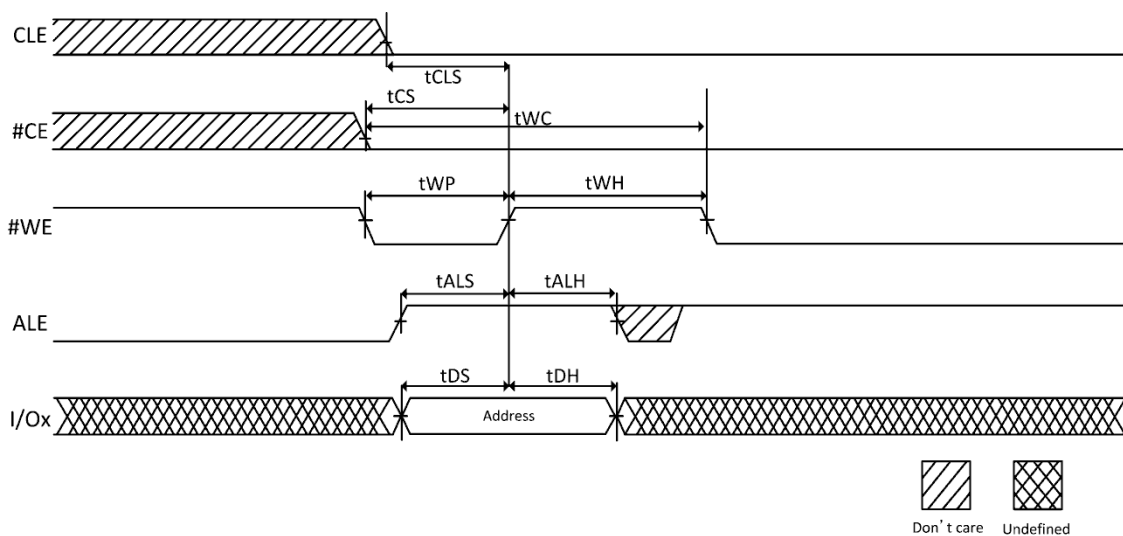 CLE
tCLS
tCS
#CE
tWC
tWP
tWH
#WE
tALS
tALH
ALE
tDS
tDH
I/Ox
Address
Don't care
Undefined